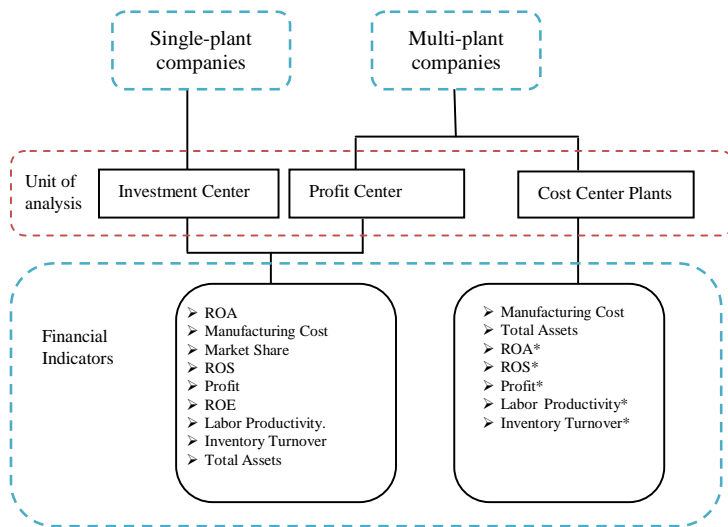 Single-plant
companies
Multi-plant
companies
Unit of
analysis
Investment Center
Profit Center
Cost Center Plants
Financial
Indicators
➢ ROA
➢ Manufacturing Cost
➢ Market Share
➢ ROS
➢ Profit
➢ ROE
➢ Labor Productivity.
➢ Inventory Turnover
➢ Total Assets
➢ Manufacturing Cost
➢ Total Assets
➢ ROA*
➢ ROS*
➢ Profit*
➢ Labor Productivity*
➢ Inventory Turnover*